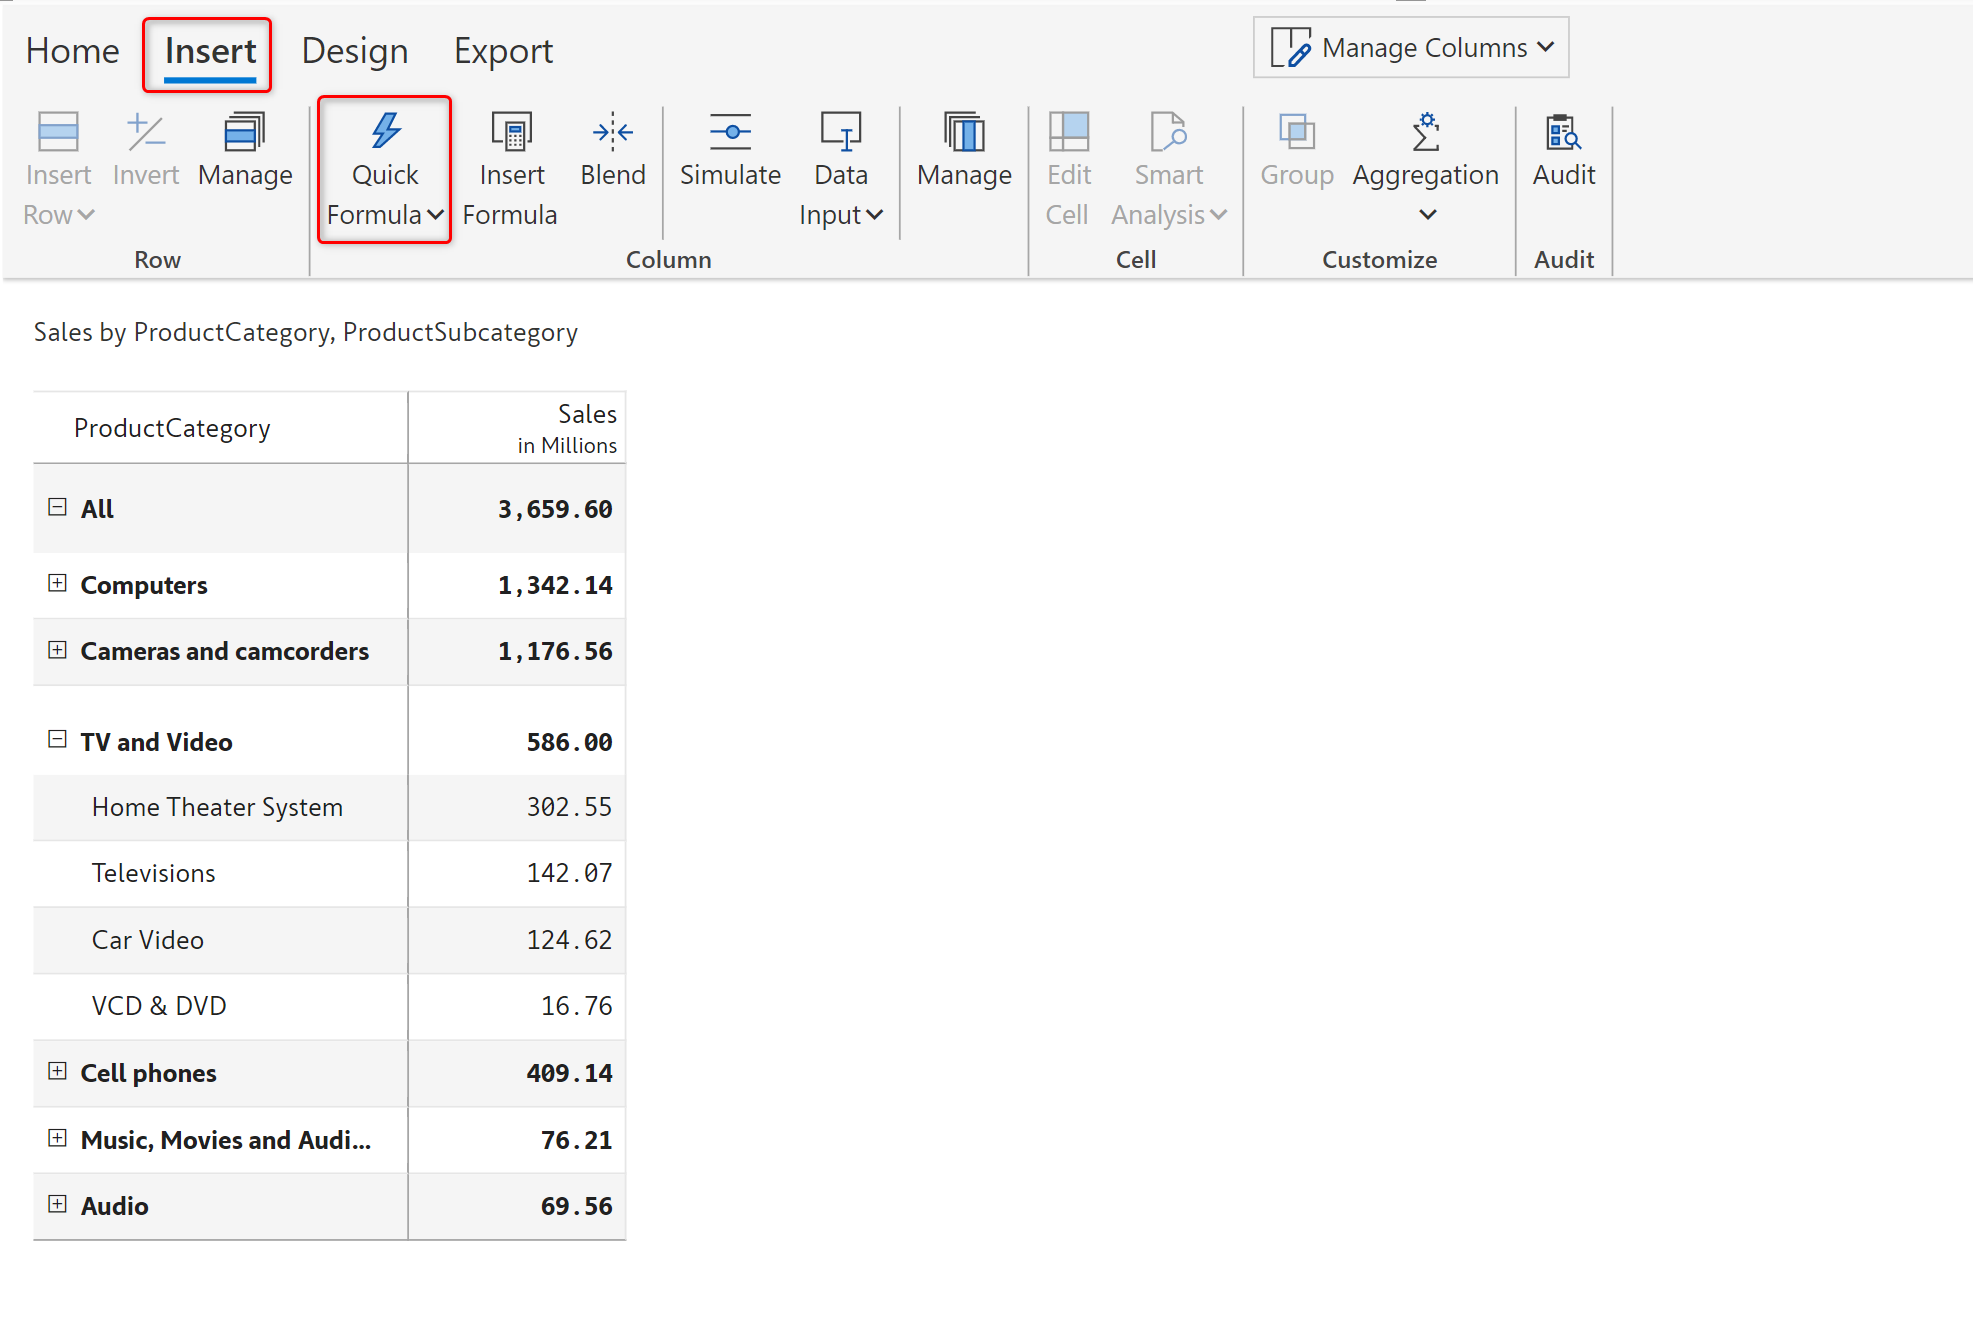 Home Insert Design Export Manage Columns
Insert Row Invert Manage Quick Formula Insert Formula Blend Simulate Data Input Manage Edit Cell Smart Analysis Group Aggregation Audit
Row Column Cell Customize Audit
Sales by ProductCategory, ProductSubcategory
ProductCategory Sales
in Millions
All 3,659.60
Computers 1,342.14
Cameras and camcorders 1,176.56
TV and Video 586.00
Home Theater System 302.55
Televisions 142.07
Car Video 124.62
VCD & DVD 16.76
Cell phones 409.14
Music, Movies and Audi... 76.21
Audio 69.56